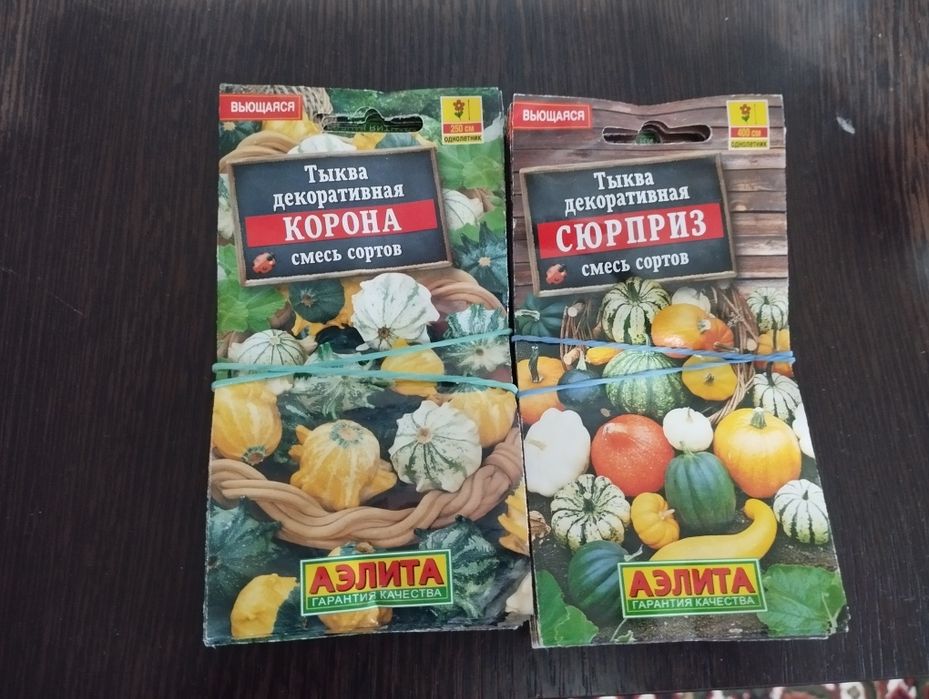 ВЬЮЩАЯСЯ
250 см
однолетник
Тыква
декоративная
КОРОНА
смесь сортов
АЭЛИТА
ГАРАНТИЯ КАЧЕСТВА
ВЬЮЩАЯСЯ
400 см
однолетник
Тыква
декоративная
СЮРПРИЗ
смесь сортов
АЭЛИТА
ГАРАНТИЯ КАЧЕСТВА